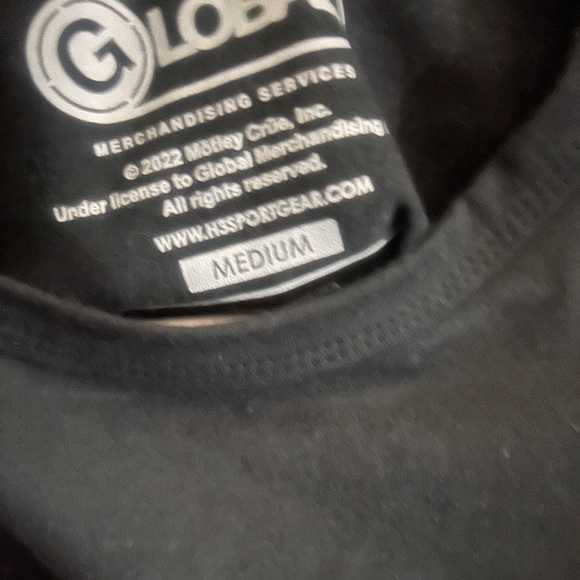 GLOBAL
MERCHANDISING SERVICES
© 2022 Mötley Crüe, Inc.
Under license to Global Merchandising
All rights reserved.
WWW.HSSPORTGEAR.COM
MEDIUM